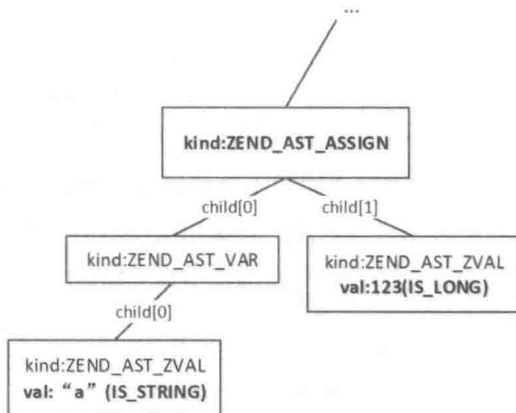 ...
kind:ZEND_AST_ASSIGN
child[0]
child[1]
kind:ZEND_AST_VAR
kind:ZEND_AST_ZVAL
val:123(IS_LONG)
child[0]
kind:ZEND_AST_ZVAL
val: “a” (IS_STRING)